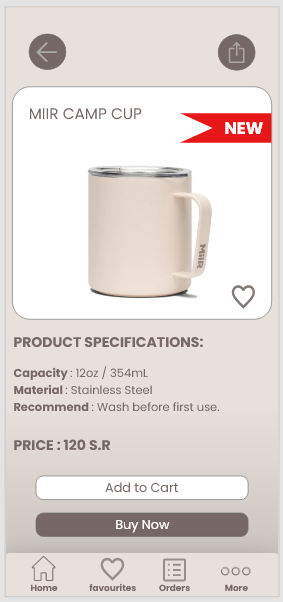 MIIR CAMP CUP
NEW
MiiR
PRODUCT SPECIFICATIONS:
Capacity : 12oz / 354mL
Material : Stainless Steel
Recommend : Wash before first use.
PRICE : 120 S.R
Add to Cart
Buy Now
Home favourites Orders More